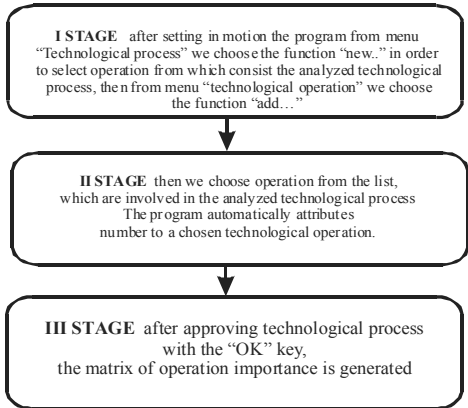 I STAGE after setting in motion the program from menu
“Technological process” we choose the function “new..” in order
to select operation from which consist the analyzed technological
process, then from menu “technological operation” we choose
the function “add…”
II STAGE then we choose operation from the list,
which are involved in the analyzed technological process
The program automatically attributes
number to a chosen technological operation.
III STAGE after approving technological process
with the “OK” key,
the matrix of operation importance is generated